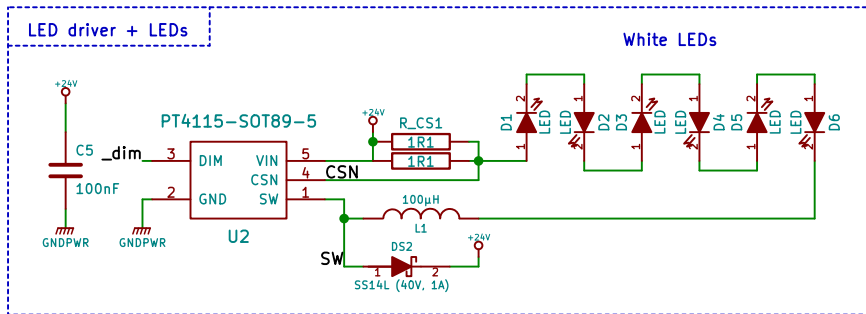 LED driver + LEDs
White LEDs
+24V
PT4115-SOT89-5
C5
100nF
GNDPWR
_dim
3 DIM VIN 5
CSN 4
2 GND SW 1
U2
GNDPWR
+24V
R_CS1
1R1
1R1
CSN
100µH
L1
SW
DS2
1 2
SS14L (40V, 1A)
+24V
2 D1 LED 1
1 D2 LED 2
2 D3 LED 1
1 D4 LED 2
2 D5 LED 1
1 D6 LED 2